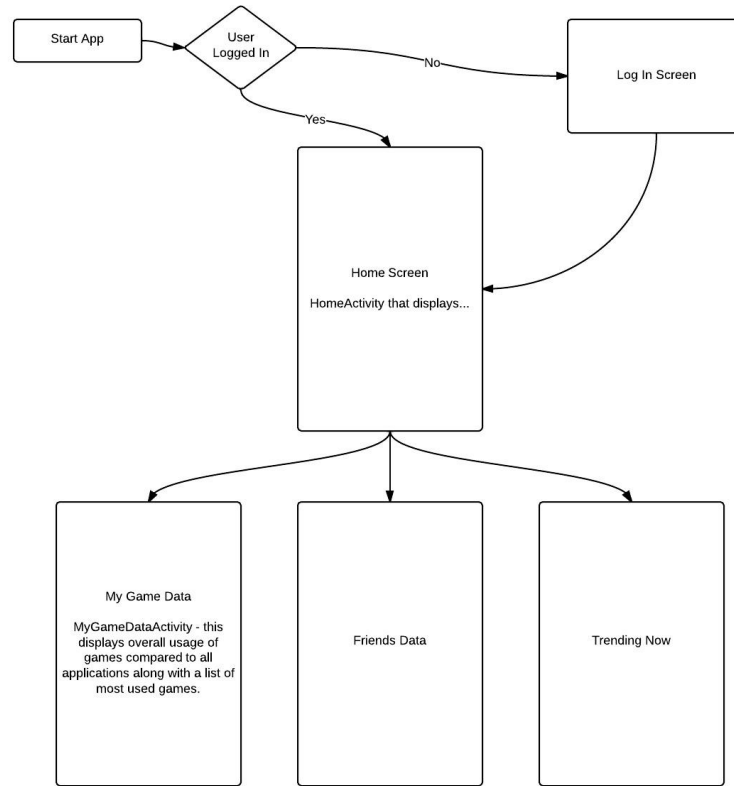 Start App
User
Logged In
No
Log In Screen
Yes
Home Screen
HomeActivity that displays...
My Game Data
MyGameDataActivity - this
displays overall usage of
games compared to all
applications along with a list of
most used games.
Friends Data
Trending Now